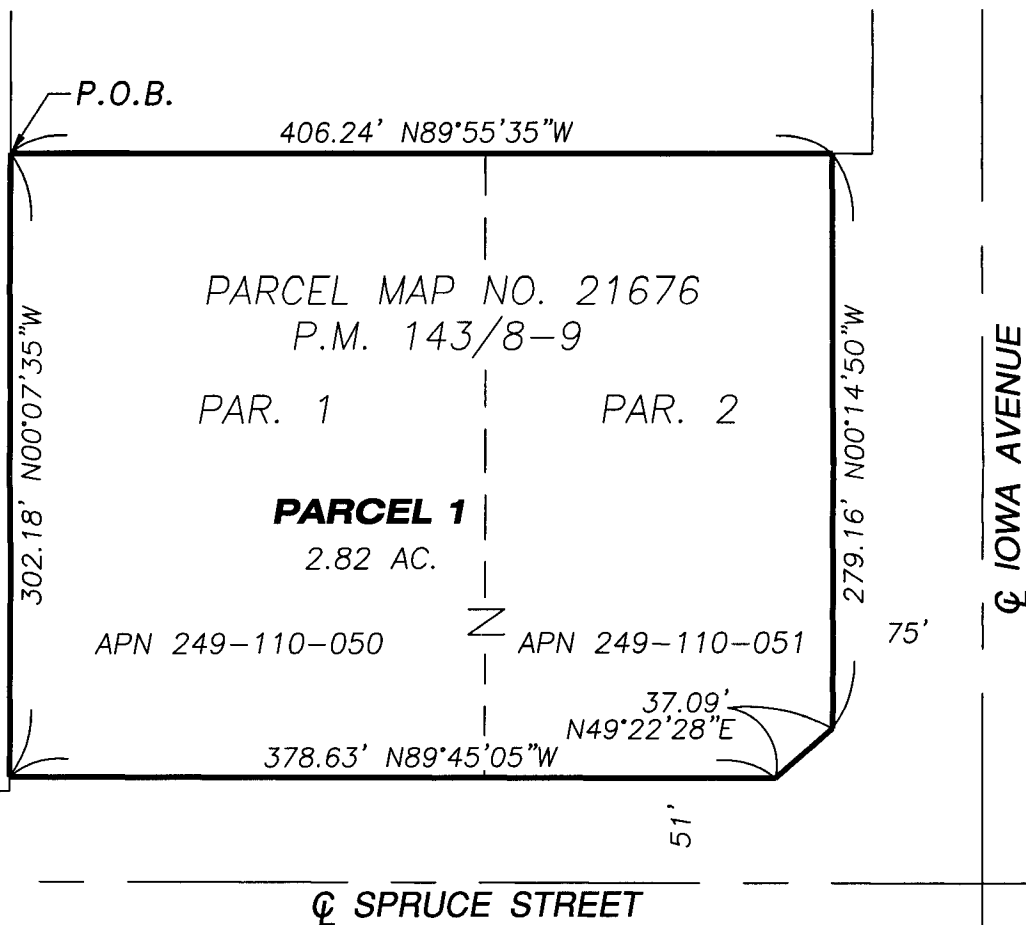 P.O.B.
406.24' N89°55'35"W
PARCEL MAP NO. 21676
P.M. 143/8-9
302.18' N00°07'35"W
279.16' N00°14'50"W
PAR. 1
PAR. 2
℄ IOWA AVENUE
PARCEL 1
2.82 AC.
APN 249-110-050
APN 249-110-051
75'
37.09'
N49°22'28"E
378.63' N89°45'05"W
51'
℄ SPRUCE STREET